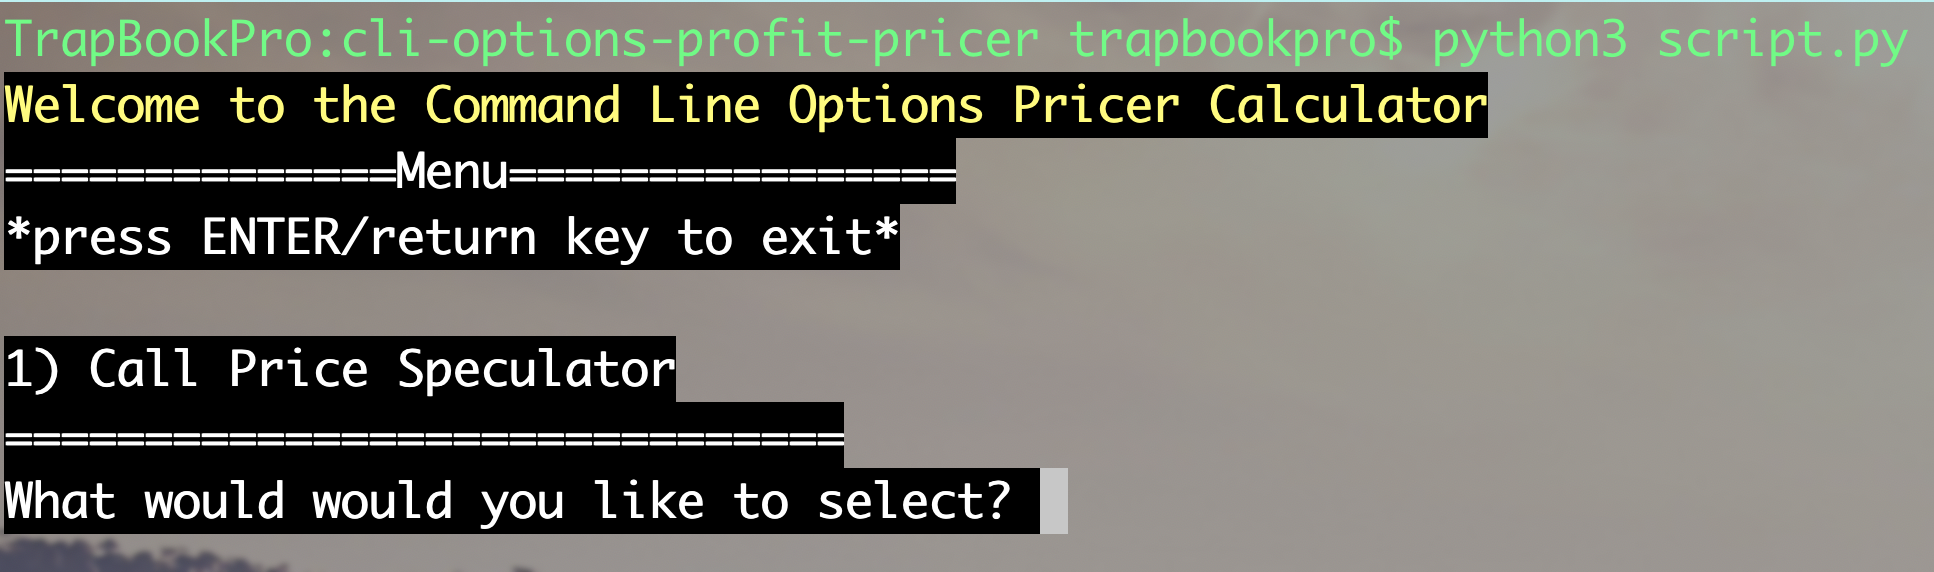 TrapBookPro:cli-options-profit-pricer trapbookpro$ python3 script.py
Welcome to the Command Line Options Pricer Calculator
==============Menu================
*press ENTER/return key to exit*
1) Call Price Speculator
==============================
What would would you like to select?